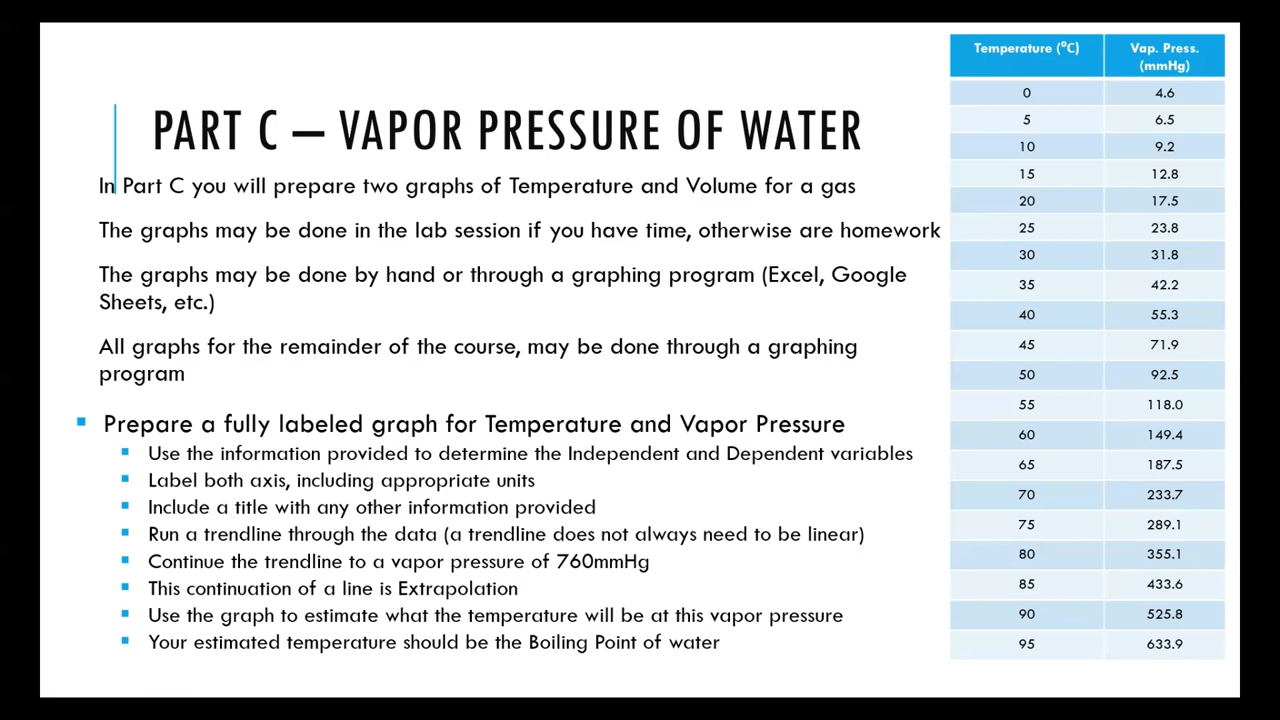 PART C – VAPOR PRESSURE OF WATER
In Part C you will prepare two graphs of Temperature and Volume for a gas
The graphs may be done in the lab session if you have time, otherwise are homework
The graphs may be done by hand or through a graphing program (Excel, Google
Sheets, etc.)
All graphs for the remainder of the course, may be done through a graphing
program
Prepare a fully labeled graph for Temperature and Vapor Pressure
Use the information provided to determine the Independent and Dependent variables
Label both axis, including appropriate units
Include a title with any other information provided
Run a trendline through the data (a trendline does not always need to be linear)
Continue the trendline to a vapor pressure of 760mmHg
This continuation of a line is Extrapolation
Use the graph to estimate what the temperature will be at this vapor pressure
Your estimated temperature should be the Boiling Point of water
Temperature (⁰C) Vap. Press.
(mmHg)
0 4.6
5 6.5
10 9.2
15 12.8
20 17.5
25 23.8
30 31.8
35 42.2
40 55.3
45 71.9
50 92.5
55 118.0
60 149.4
65 187.5
70 233.7
75 289.1
80 355.1
85 433.6
90 525.8
95 633.9